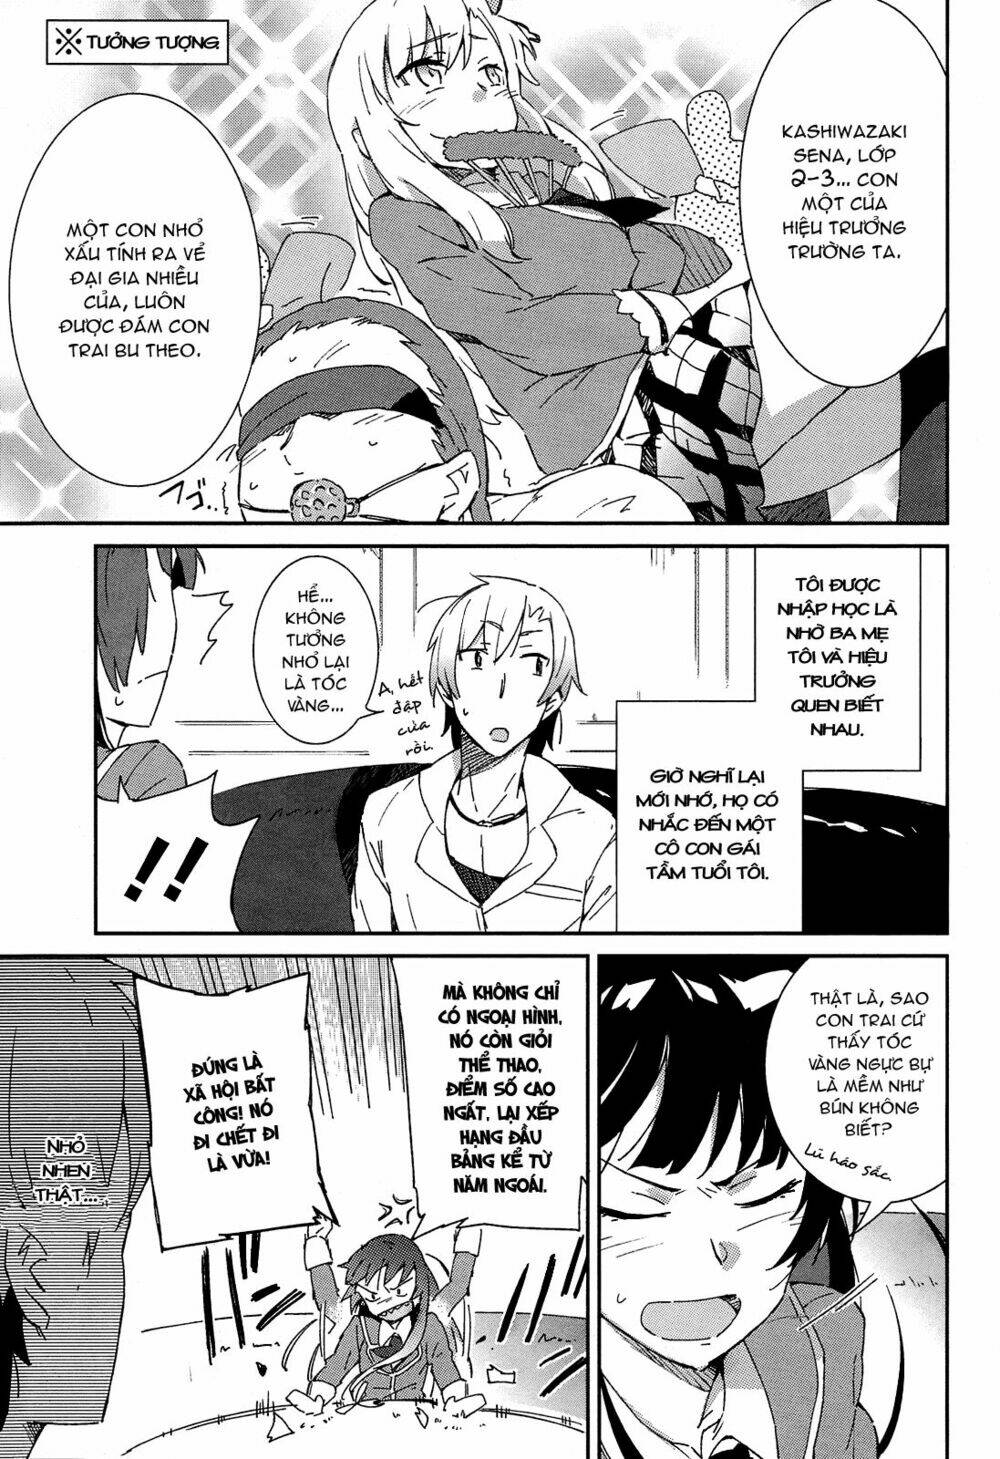 ※ TƯỞNG TƯỢNG.
KASHIWAZAKI
SENA, LỚP
2-3... CON
MỘT CỦA
HIỆU TRƯỞNG
TRƯỜNG TA.
MỘT CON NHỎ
XẤU TÍNH RA VẺ
ĐẠI GIA NHIỀU
CỦA, LUÔN
ĐƯỢC ĐÁM CON
TRAI BU THEO.
フゴ...
TÔI ĐƯỢC
NHẬP HỌC LÀ
NHỜ BA MẸ
TÔI VÀ HIỆU
TRƯỞNG
QUEN BIẾT
NHAU.
GIỜ NGHĨ LẠI
MỚI NHỚ, HỌ CÓ
NHẮC ĐẾN MỘT
CÔ CON GÁI
TẦM TUỔI TÔI.
HỂ...
KHÔNG
TƯỞNG
NHỎ LẠI
LÀ TÓC
VÀNG...
A, hết
đập
cửa
rồi.
!!
THẬT LÀ, SAO
CON TRAI CỨ
THẤY TÓC
VÀNG NGỰC BỰ
LÀ MỀM NHƯ
BÚN KHÔNG
BIẾT?
Lũ háo sắc.
MÀ KHÔNG CHỈ
CÓ NGOẠI HÌNH,
NÓ CÒN GIỎI
THỂ THAO,
ĐIỂM SỐ CAO
NGẤT, LẠI XẾP
HẠNG ĐẦU
BẢNG KỂ TỪ
NĂM NGOÁI.
ĐÚNG LÀ
XÃ HỘI BẤT
CÔNG! NÓ
ĐI CHẾT ĐI
LÀ VỪA!
NHỎ
NHEN
THẬT...